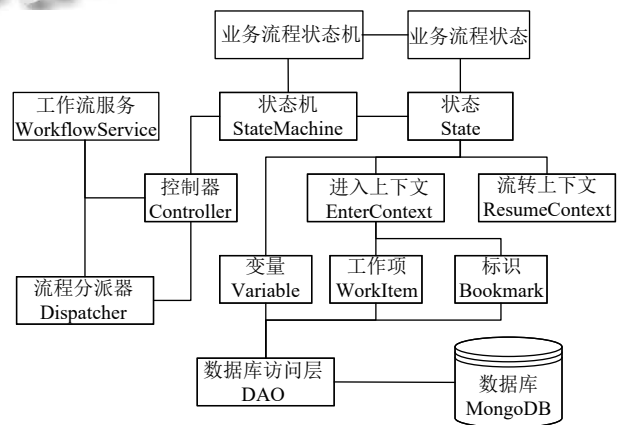 业务流程状态机
业务流程状态
工作流服务
WorkflowService
状态机
StateMachine
状态
State
控制器
Controller
进入上下文
EnterContext
流转上下文
ResumeContext
变量
Variable
工作项
WorkItem
标识
Bookmark
流程分派器
Dispatcher
数据库访问层
DAO
数据库
MongoDB